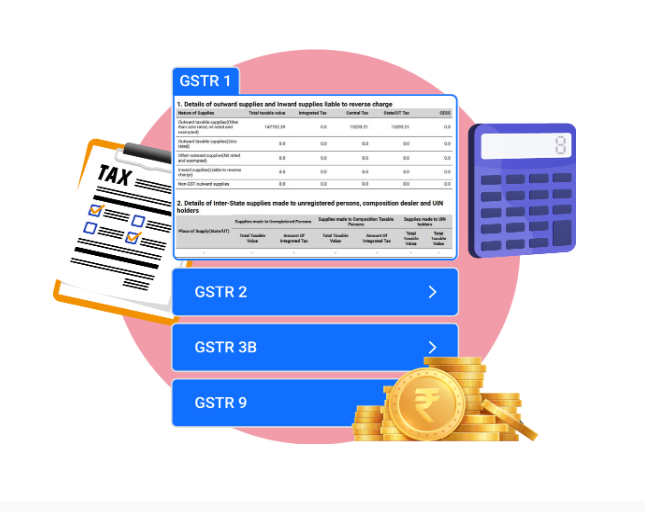 GSTR 1
1. Details of outward supplies and Inward supplies liable to reverse charge
Nature of Supplies Total taxable value Integrated Tax Central Tax State/UT Tax CESS
Outward taxable supplies(Other
than zero rated, nil rated and
exempted) 147702.39 0.0 13293.21 13293.21 0.0
Outward taxable supplies(Zero
rated) 0.0 0.0 0.0 0.0 0.0
Other outward supplies(Nil rated
and exempted) 0.0 0.0 0.0 0.0 0.0
Inward supplies(Liable to reverse
charge) 0.0 0.0 0.0 0.0 0.0
Non GST outward supplies 0.0 0.0 0.0 0.0 0.0
2. Details of Inter-State supplies made to unregistered persons, composition dealer and UIN
holders
Place of Supply(State/UT) Supplies made to Unregistered Persons Supplies made to Composition Taxable
Persons Supplies made to UIN
holders
Total Taxable
Value Amount Of
Integrated Tax Total Taxable
Value Amount Of
Integrated Tax Total
Taxable
Value Total
Taxable
Value
- - - - - - -
TAX
8
GSTR 2
GSTR 3B
GSTR 9
₹